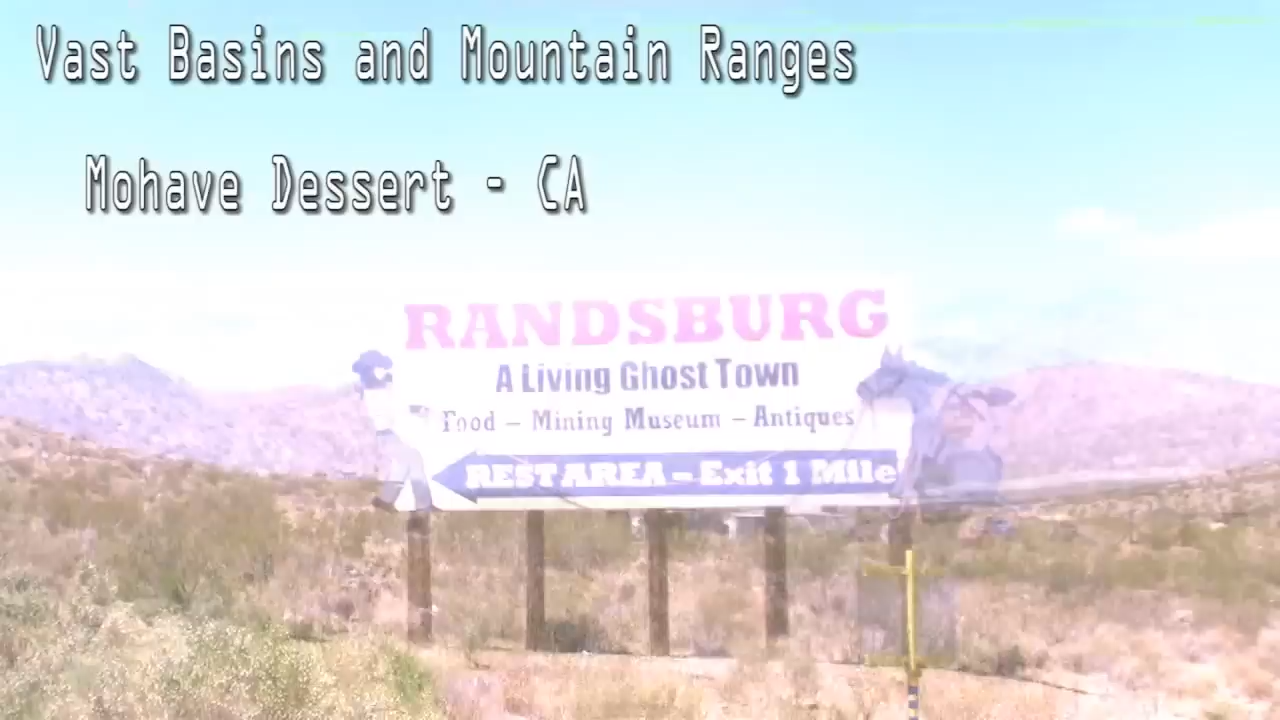 Vast Basins and Mountain Ranges
Mohave Dessert - CA
RANDSBURG
A Living Ghost Town
Food - Mining Museum - Antiques
REST AREA - Exit 1 Mile